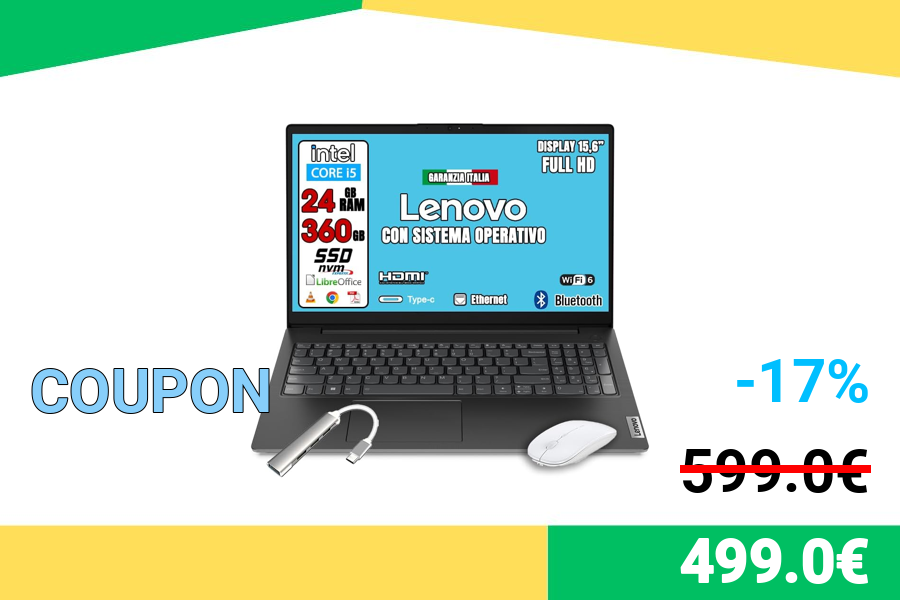 intel
CORE i5
24 GB RAM
360 GB
SSD
nvm
LibreOffice
DISPLAY 15,6"
FULL HD
GARANZIA ITALIA
Lenovo
CON SISTEMA OPERATIVO
HDMI
Type-c
Ethernet
WiFi 6
Bluetooth
Lenovo
COUPON
-17%
599.0€
499.0€